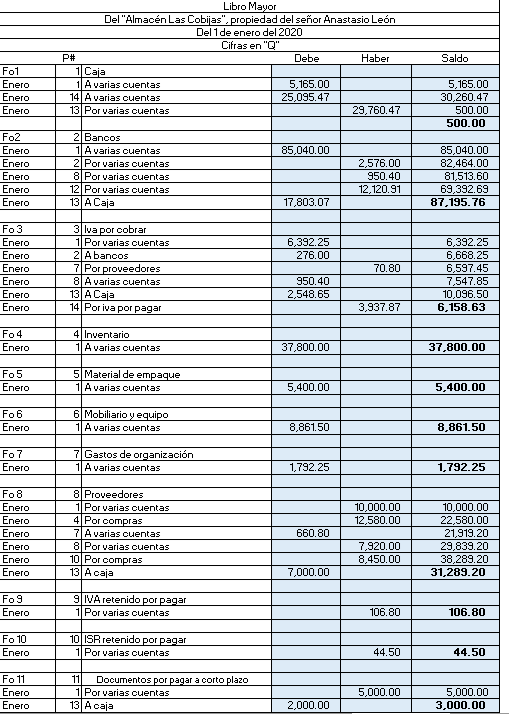 Libro Mayor
Del "Almacén Las Cobijas", propiedad del señor Anastasio León
Del 1 de enero del 2020
Cifras en "Q"
P# Debe Haber Saldo
Fo1 1 Caja
Enero 1 A varias cuentas 5,165.00 5,165.00
Enero 14 A varias cuentas 25,095.47 30,260.47
Enero 13 Por varias cuentas 29,760.47 500.00
500.00
Fo2 2 Bancos
Enero 1 A varias cuentas 85,040.00 85,040.00
Enero 2 Por varias cuentas 2,576.00 82,464.00
Enero 8 Por varias cuentas 950.40 81,513.60
Enero 12 Por varias cuentas 12,120.91 69,392.69
Enero 13 A Caja 17,803.07 87,195.76
Fo 3 3 Iva por cobrar
Enero 1 Por varias cuentas 6,392.25 6,392.25
Enero 2 A bancos 276.00 6,668.25
Enero 7 Por proveedores 70.80 6,597.45
Enero 8 A varias cuentas 950.40 7,547.85
Enero 13 A Caja 2,548.65 10,096.50
Enero 14 Por iva por pagar 3,937.87 6,158.63
Fo 4 4 Inventario
Enero 1 A varias cuentas 37,800.00 37,800.00
Fo 5 5 Material de empaque
Enero 1 A varias cuentas 5,400.00 5,400.00
Fo 6 6 Mobiliario y equipo
Enero 1 A varias cuentas 8,861.50 8,861.50
Fo 7 7 Gastos de organización
Enero 1 A varias cuentas 1,792.25 1,792.25
Fo 8 8 Proveedores
Enero 1 Por varias cuentas 10,000.00 10,000.00
Enero 4 Por compras 12,580.00 22,580.00
Enero 7 A varias cuentas 660.80 21,919.20
Enero 8 Por varias cuentas 7,920.00 29,839.20
Enero 10 Por compras 8,450.00 38,289.20
Enero 13 A caja 7,000.00 31,289.20
Fo 9 9 IVA retenido por pagar
Enero 1 Por varias cuentas 106.80 106.80
Fo 10 10 ISR retenido por pagar
Enero 1 Por varias cuentas 44.50 44.50
Fo 11 11 Documentos por pagar a corto plazo
Enero 1 Por varias cuentas 5,000.00 5,000.00
Enero 13 A caja 2,000.00 3,000.00